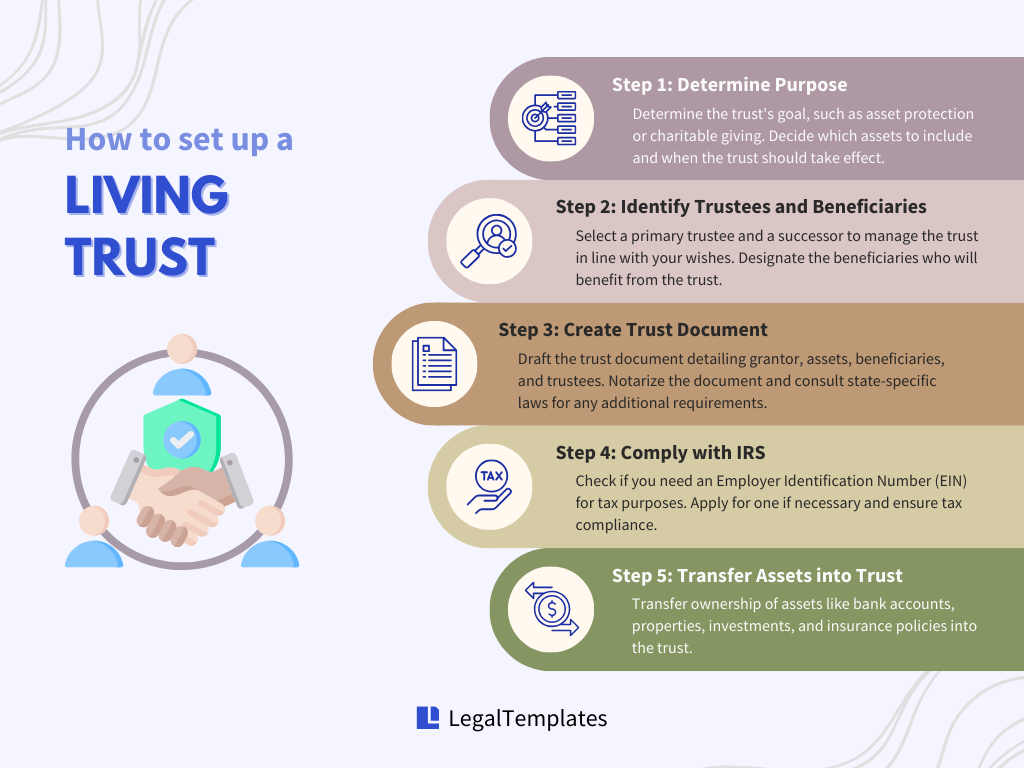 How to set up a
LIVING
TRUST
Step 1: Determine Purpose
Determine the trust's goal, such as asset protection
or charitable giving. Decide which assets to include
and when the trust should take effect.
Step 2: Identify Trustees and Beneficiaries
Select a primary trustee and a successor to manage the trust
in line with your wishes. Designate the beneficiaries who will
benefit from the trust.
Step 3: Create Trust Document
Draft the trust document detailing grantor, assets, beneficiaries,
and trustees. Notarize the document and consult state-specific
laws for any additional requirements.
Step 4: Comply with IRS
TAX
Check if you need an Employer Identification Number (EIN)
for tax purposes. Apply for one if necessary and ensure tax
compliance.
Step 5: Transfer Assets into Trust
$
Transfer ownership of assets like bank accounts,
properties, investments, and insurance policies into
the trust.
LegalTemplates